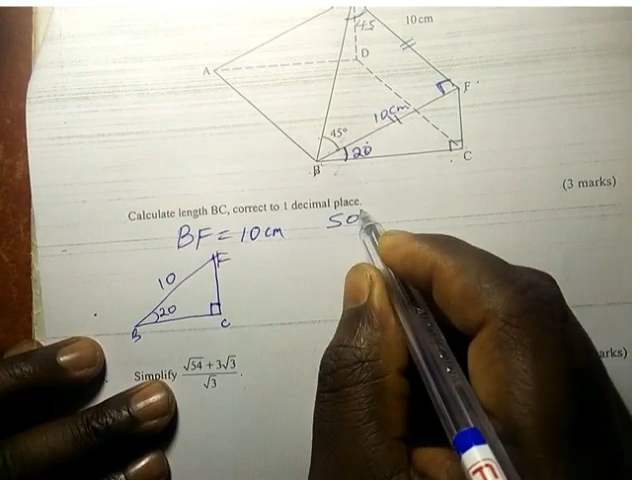 45
10 cm
D
A
F
10cm
45°
20°
B
C
(3 marks)
Calculate length BC, correct to 1 decimal place.
BF = 10 cm SO
F
10
20
B
C
arks)
Simplify √54 + 3√3 / √3 .